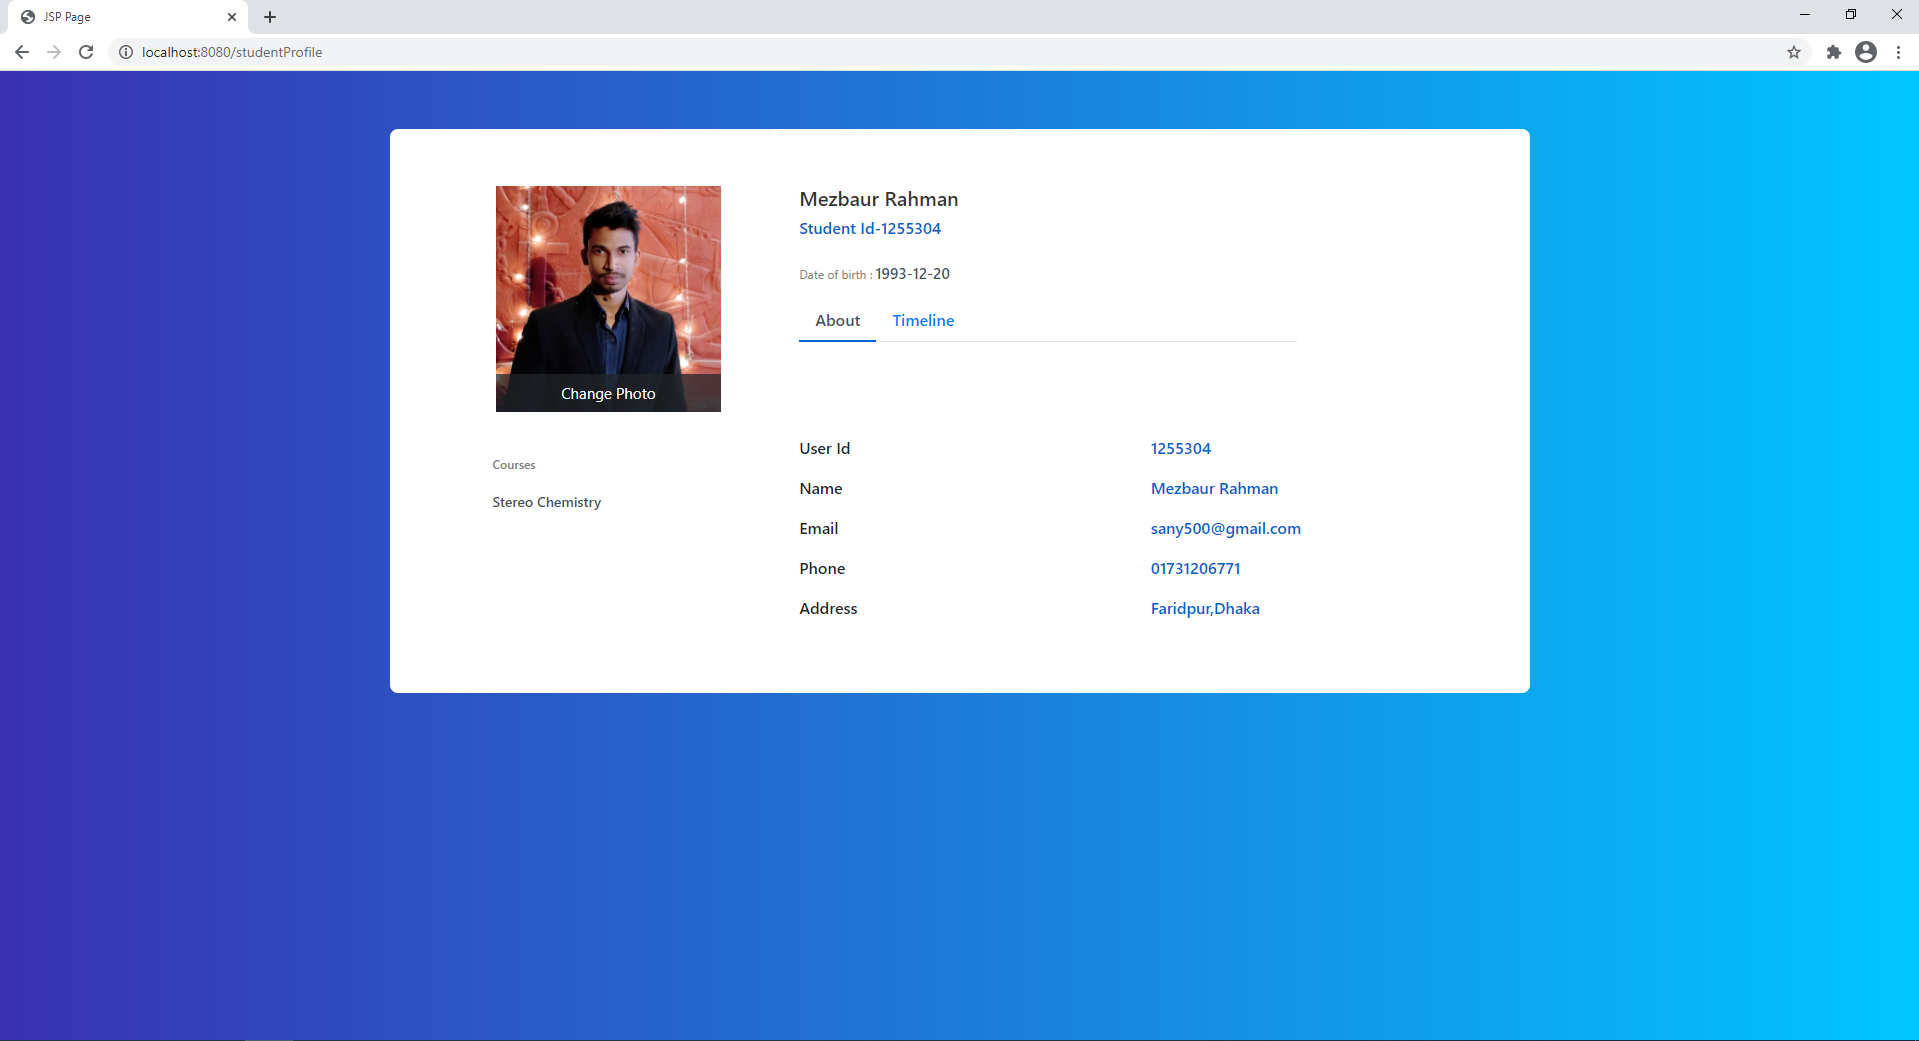 JSP Page
localhost:8080/studentProfile
Mezbaur Rahman
Student Id-1255304
Date of birth : 1993-12-20
About Timeline
Change Photo
Courses
Stereo Chemistry
User Id 1255304
Name Mezbaur Rahman
Email sany500@gmail.com
Phone 01731206771
Address Faridpur,Dhaka